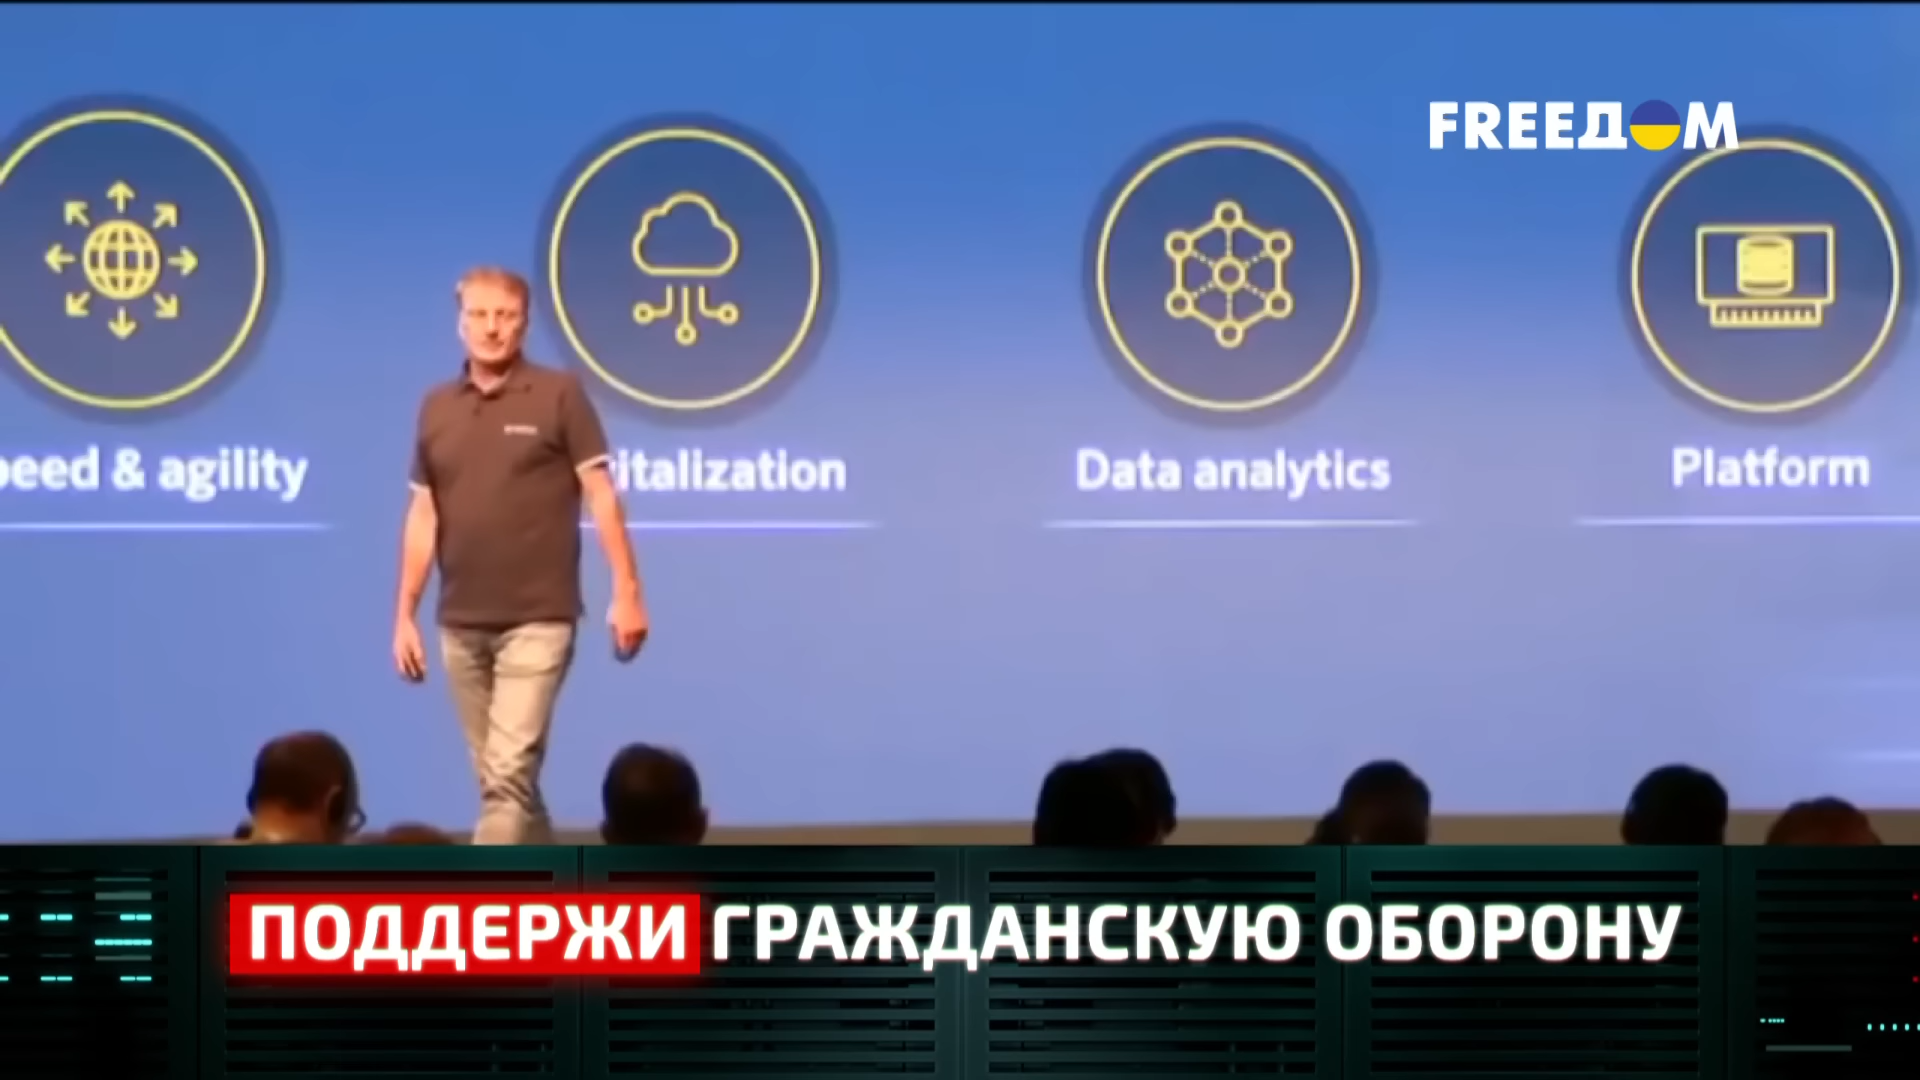 FREEДOM
peed & agility
italization
Data analytics
Platform
ПОДДЕРЖИ ГРАЖДАНСКУЮ ОБОРОНУ